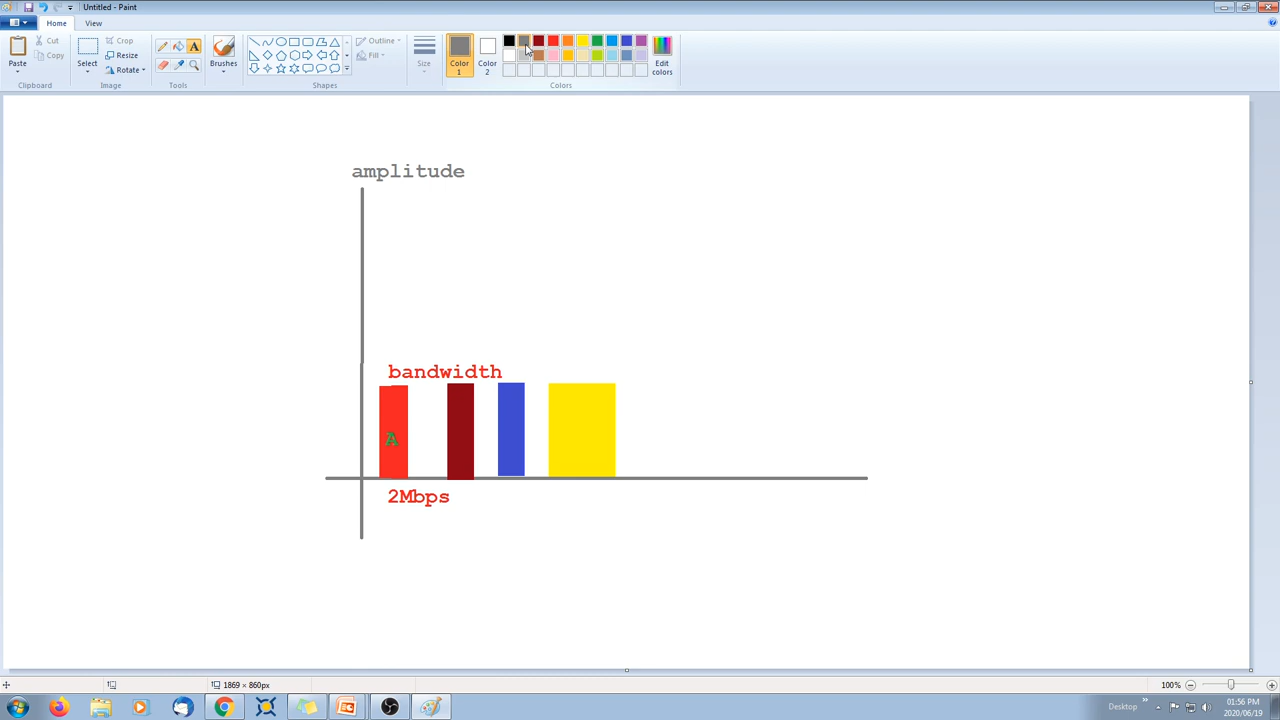 Untitled - Paint
Home
View
Paste
Cut
Copy
Clipboard
Select
Crop
Resize
Rotate
Image
A
Tools
Brushes
Outline
Fill
Shapes
Size
Color
1
Color
2
Edit
colors
Colors
amplitude
bandwidth
A
2Mbps
1869 × 860px
100%
Desktop
01:56 PM
2020/06/19